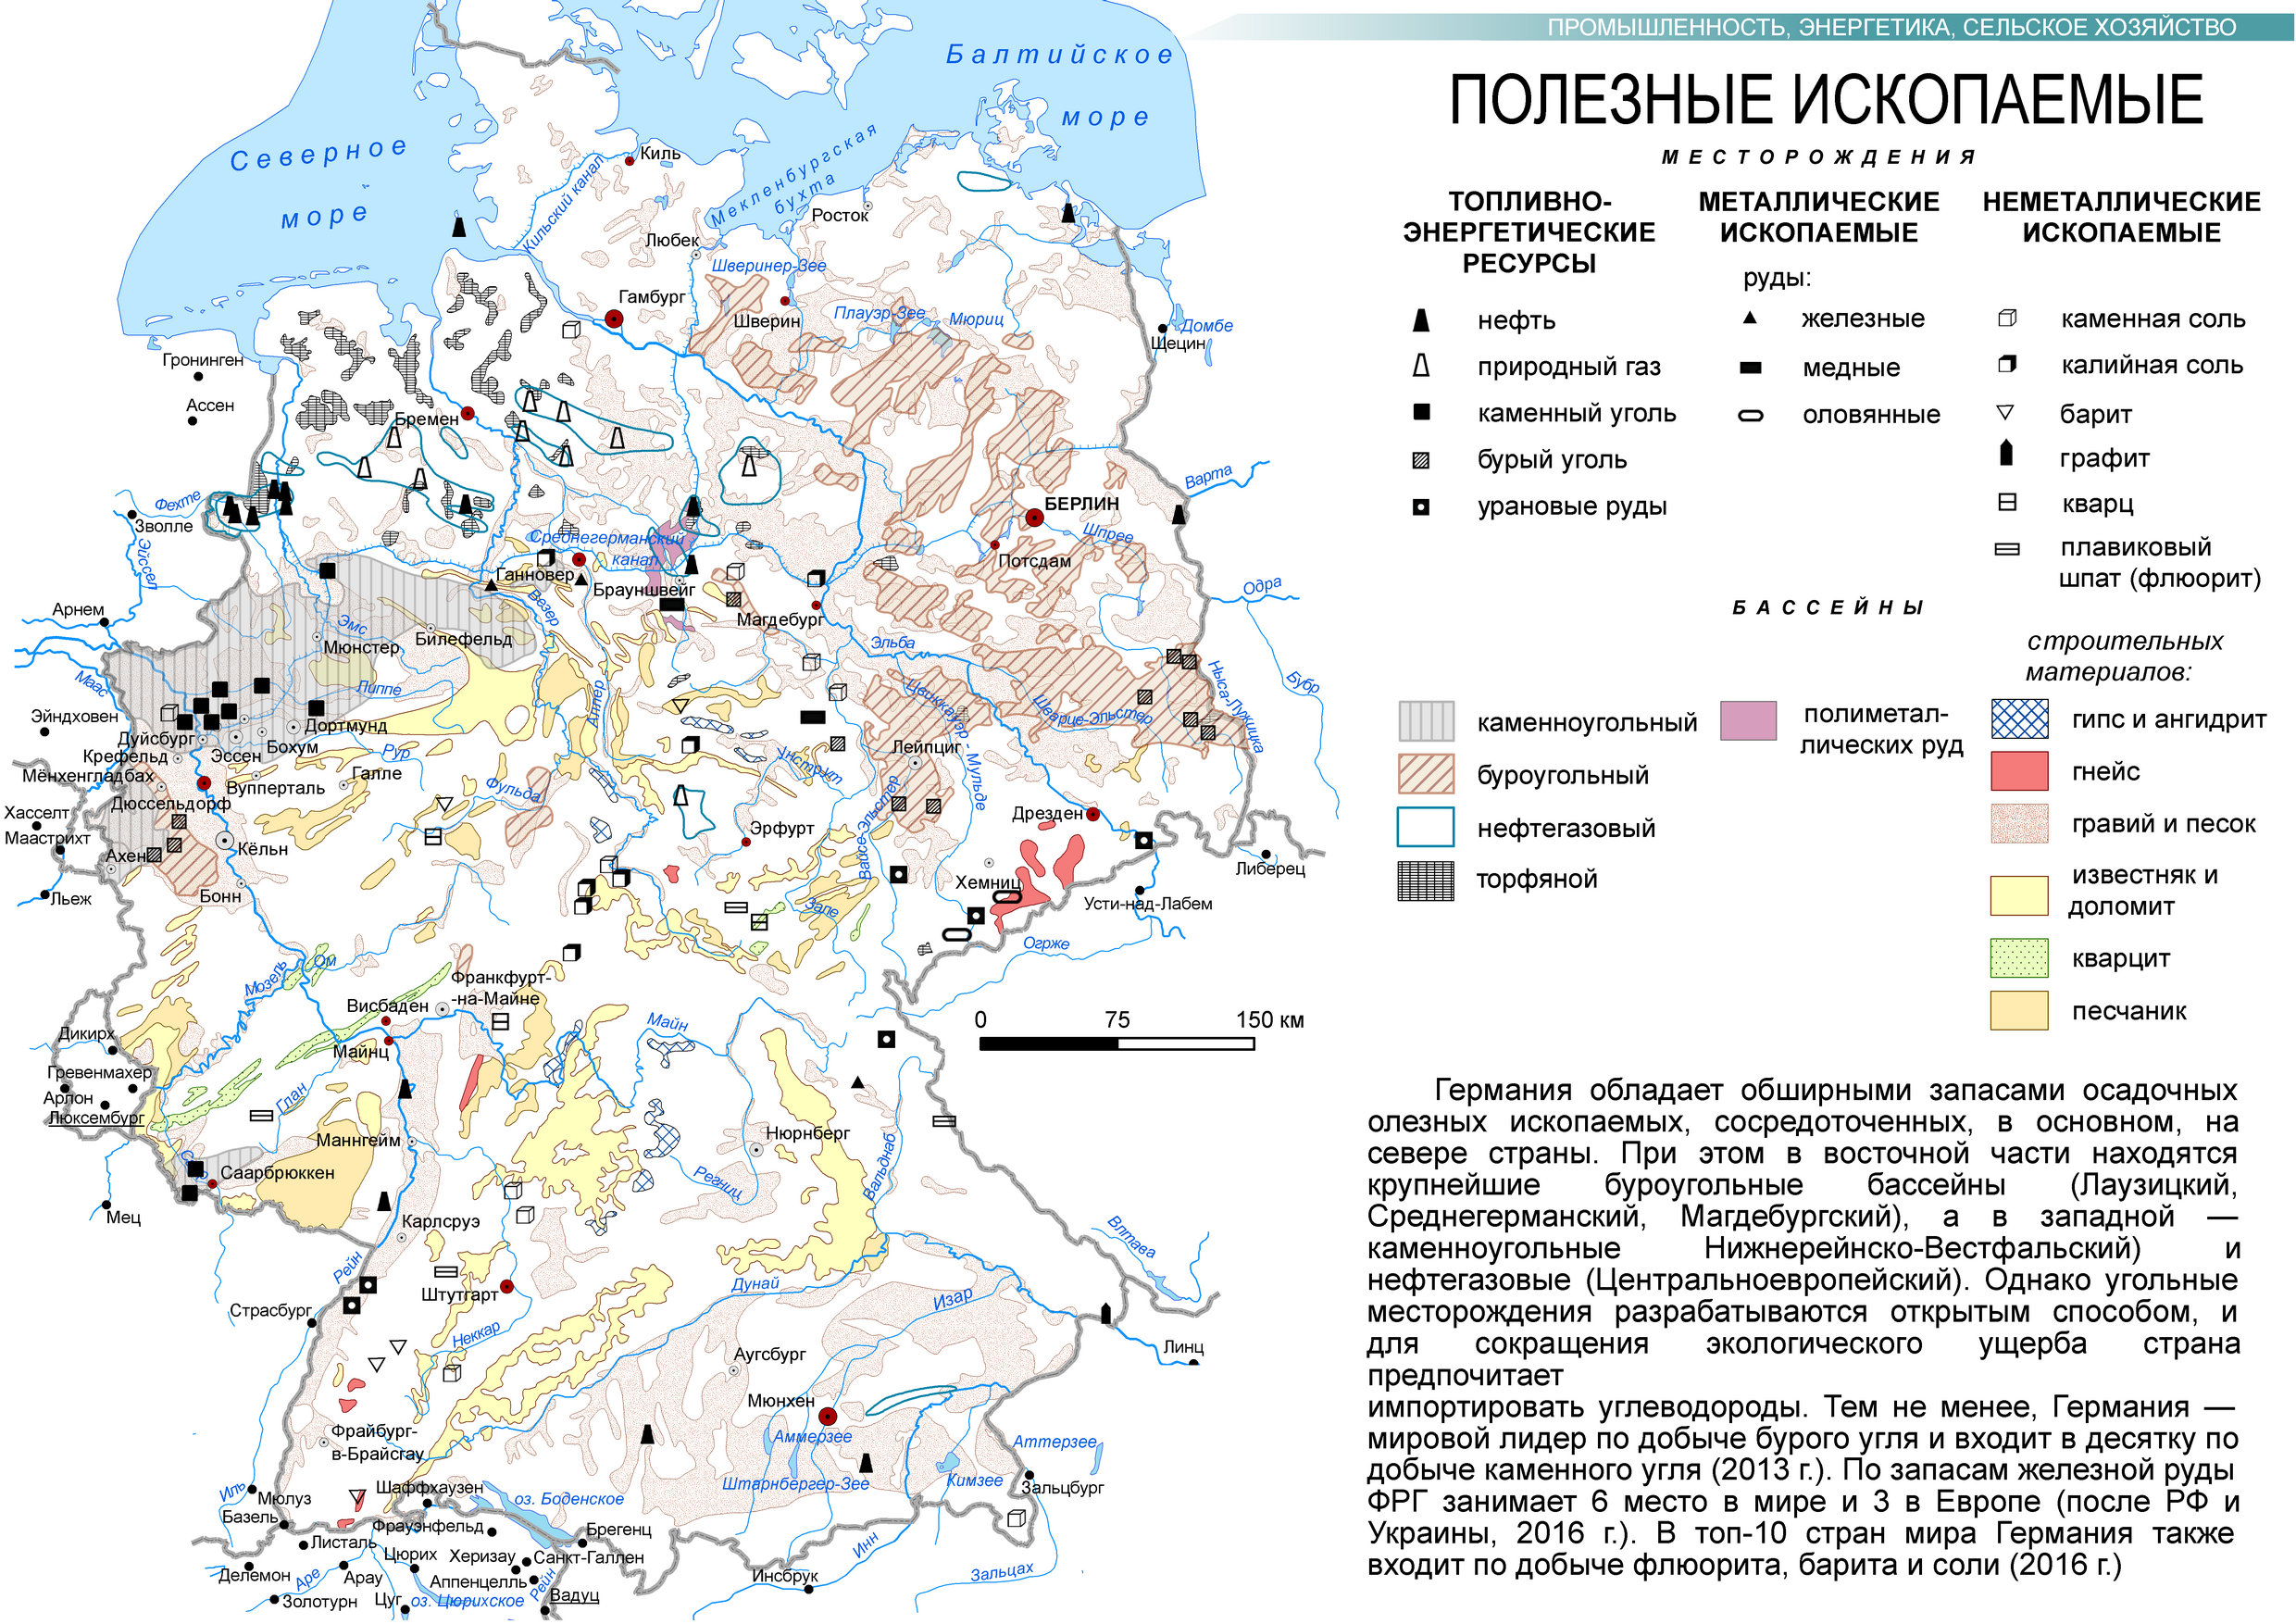 ПРОМЫШЛЕННОСТЬ, ЭНЕРГЕТИКА, СЕЛЬСКОЕ ХОЗЯЙСТВО
ПОЛЕЗНЫЕ ИСКОПАЕМЫЕ
МЕСТОРОЖДЕНИЯ
ТОПЛИВНО-
ЭНЕРГЕТИЧЕСКИЕ
РЕСУРСЫ
нефть
природный газ
каменный уголь
бурый уголь
урановые руды
МЕТАЛЛИЧЕСКИЕ
ИСКОПАЕМЫЕ
руды:
железные
медные
оловянные
НЕМЕТАЛЛИЧЕСКИЕ
ИСКОПАЕМЫЕ
каменная соль
калийная соль
барит
графит
кварц
плавиковый
шпат (флюорит)
БАССЕЙНЫ
каменноугольный
буроугольный
нефтегазовый
торфяной
полиметал-
лических руд
строительных
материалов:
гипс и ангидрит
гнейс
гравий и песок
известняк и
доломит
кварцит
песчаник
0 75 150 км
Германия обладает обширными запасами осадочных
олезных ископаемых, сосредоточенных, в основном, на
севере страны. При этом в восточной части находятся
крупнейшие буроугольные бассейны (Лаузицкий,
Среднегерманский, Магдебургский), а в западной —
каменноугольные Нижнерейнско-Вестфальский) и
нефтегазовые (Центральноевропейский). Однако угольные
месторождения разрабатываются открытым способом, и
для сокращения экологического ущерба страна
предпочитает
импортировать углеводороды. Тем не менее, Германия —
мировой лидер по добыче бурого угля и входит в десятку по
добыче каменного угля (2013 г.). По запасам железной руды
ФРГ занимает 6 место в мире и 3 в Европе (после РФ и
Украины, 2016 г.). В топ-10 стран мира Германия также
входит по добыче флюорита, барита и соли (2016 г.)
Балтийское
море
Северное
море
Киль
Кильский канал
Мекленбургская
бухта
Росток
Любек
Шверинер-Зее
Гамбург
Шверин
Плауэр-Зее
Мюриц
Домбе
Щецин
Гронинген
Ассен
Бремен
Фехте
Зволле
Эйссел
Варта
БЕРЛИН
Шпрее
Потсдам
Среднегерманский
канал
Ганновер
Брауншвейг
Везер
Магдебург
Одра
Арнем
Эмс
Мюнстер
Билефельд
Эльба
Маас
Липпе
Аллер
Ныса-Лужицка
Бубр
Эйндховен
Дортмунд
Дуйсбург
Бохум
Крефельд
Эссен
Рур
Мёнхенгладбах
Галле
Вупперталь
Дюссельдорф
Фульда
Унструт
Цвиккауэр - Мульде
Шварце-Эльстер
Лейпциг
Хасселт
Маастрихт
Ахен
Кёльн
Эрфурт
Вайсе-Эльстер
Дрезден
Либерец
Льеж
Бонн
Хемниц
Усти-над-Лабем
Зале
Огрже
Ом
Мозель
Франкфурт-
-на-Майне
Висбаден
Майн
Дикирх
Майнц
Гревенмахер
Арлон
Глан
Люксембург
Маннгейм
Нюрнберг
Саарбрюккен
Регниц
Вальднаб
Мец
Карлсруэ
Влтава
Рейн
Штутгарт
Дунай
Изар
Страсбург
Неккар
Линц
Аугсбург
Мюнхен
Фрайбург-
в-Брайсгау
Аммерзее
Аттерзее
Штарнбергер-Зее
Кимзее
Зальцбург
Иль
Мюлуз
Шаффхаузен
оз. Боденское
Базель
Фрауэнфельд
Брегенц
Листаль
Цюрих
Херизау
Санкт-Галлен
Инн
Делемон
Аре
Арау
Аппенцелль
Рейн
Инсбрук
Зальцах
Золотурн
Цуг
оз. Цюрихское
Вадуц